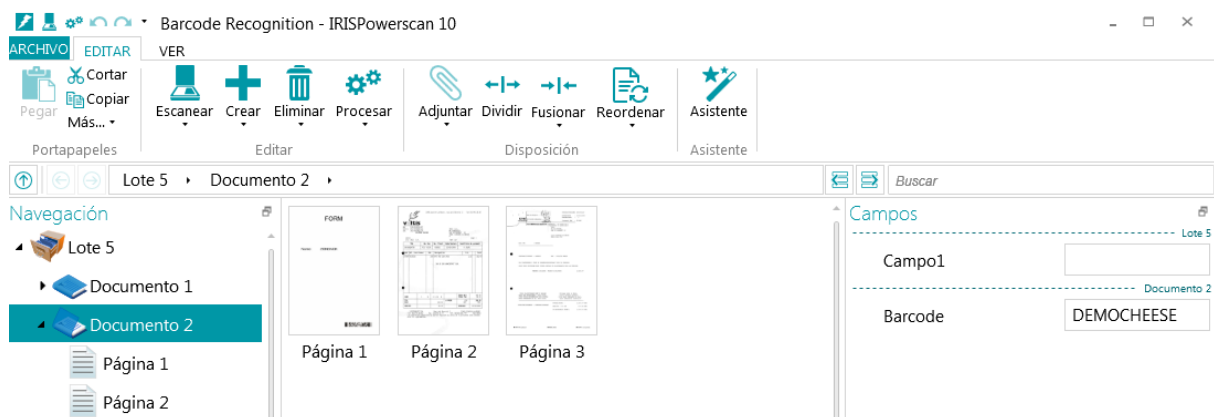 Barcode Recognition - IRISPowerscan 10
ARCHIVO EDITAR VER
Pegar
Cortar
Copiar
Más...
Portapapeles
Escanear Crear Eliminar Procesar
Editar
Adjuntar Dividir Fusionar Reordenar
Disposición
Asistente
Asistente
Lote 5 Documento 2
Buscar
Navegación
Lote 5
Documento 1
Documento 2
Página 1
Página 2
FORM
Página 1 Página 2 Página 3
Campos
Lote 5
Campo1
Documento 2
Barcode DEMOCHEESE